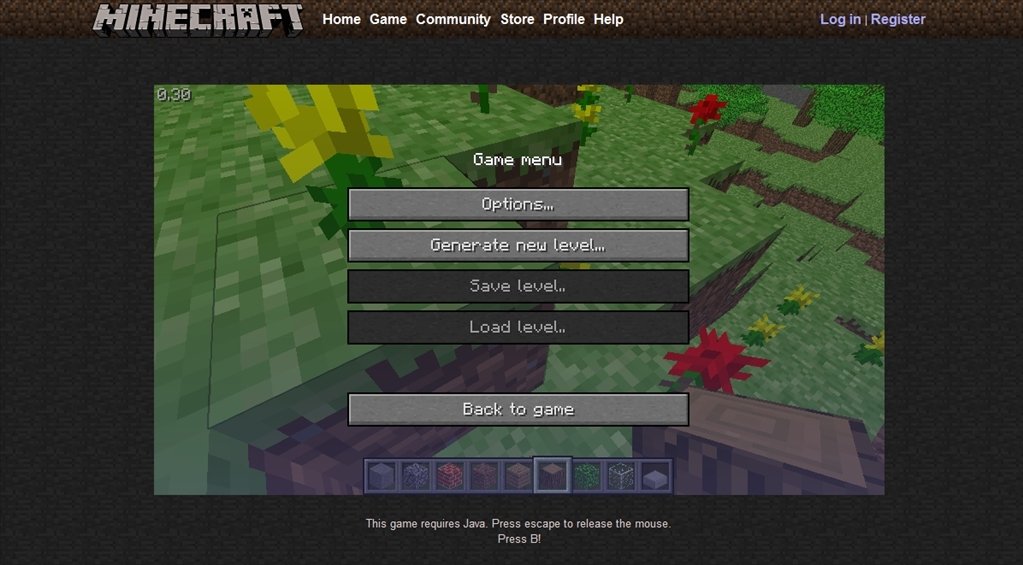 MINECRAFT
Home Game Community Store Profile Help
Log in | Register
0.30
Game menu
Options...
Generate new level...
Save level..
Load level..
Back to game
This game requires Java. Press escape to release the mouse.
Press B!